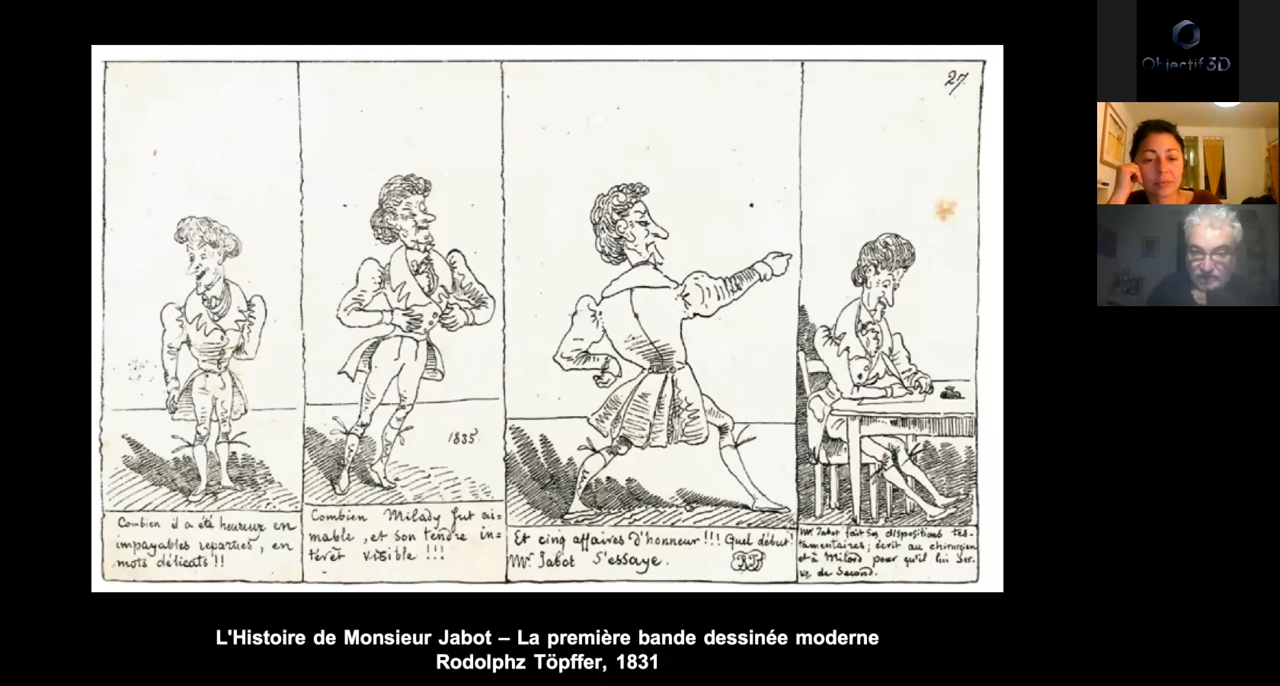 27.
Combien il a été heureux en
impayables reparties, en
mots délicats !!
1835
Combien Milady fut ai=
mable, et son tendre in=
térêt visible !!!
Et cinq affaires d'honneur !!! Quel début !
Mr. Jabot s'essaye.
RT
Mr. Jabot fait ses dispositions tes=
tamentaires, écrit au chirurgien
et à Milord pour qu'il lui ser=
ve de Second.
L'Histoire de Monsieur Jabot – La première bande dessinée moderne
Rodolphz Töpffer, 1831
Objectif 3D